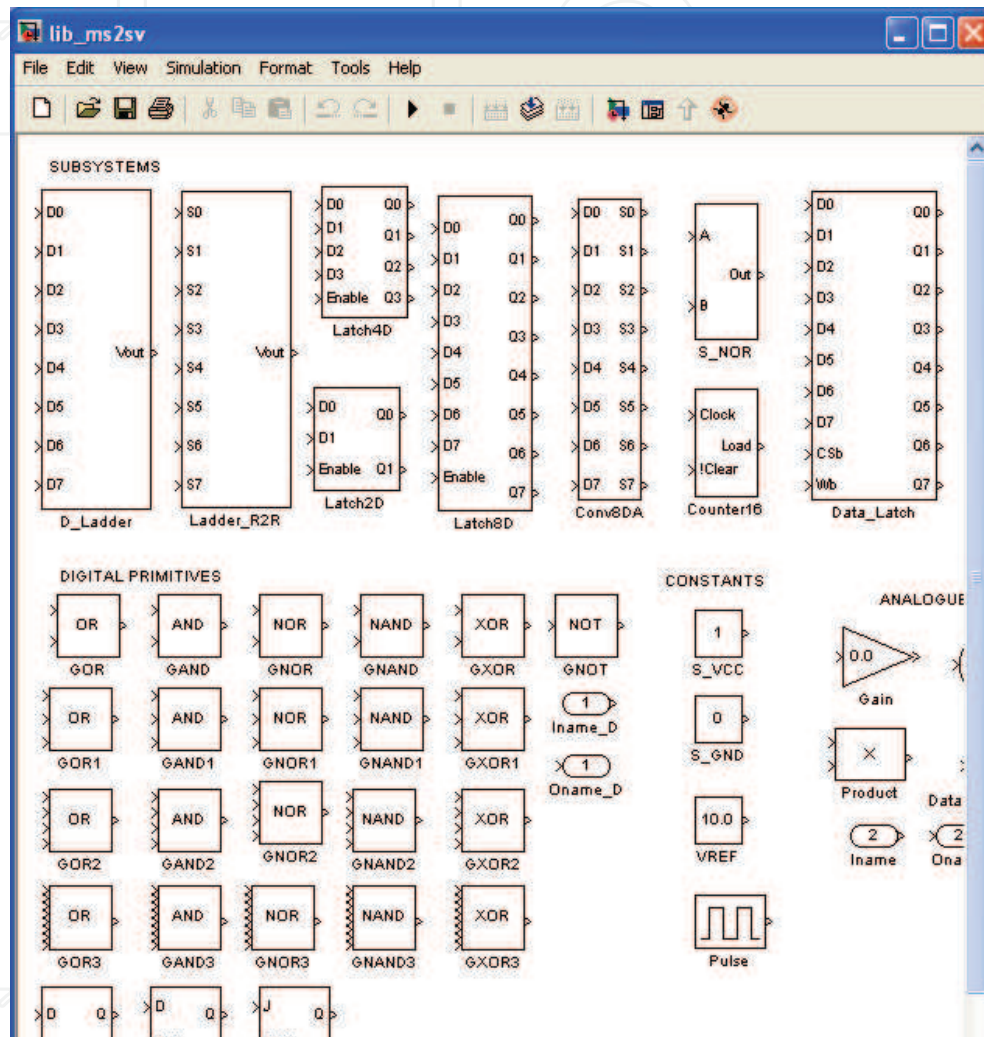 lib_ms2sv
File Edit View Simulation Format Tools Help
SUBSYSTEMS
D0
D1
D2
D3
D4
D5
D6
D7
Vout
D_Ladder
S0
S1
S2
S3
S4
S5
S6
S7
Vout
Ladder_R2R
D0 Q0
D1 Q1
D2 Q2
D3
Enable Q3
Latch4D
D0 Q0
D1
Enable Q1
Latch2D
D0 Q0
D1 Q1
D2 Q2
D3 Q3
D4 Q4
D5 Q5
D6 Q6
D7 Q7
Enable
Latch8D
D0 S0
D1 S1
D2 S2
D3 S3
D4 S4
D5 S5
D6 S6
D7 S7
Conv8DA
A
Out
B
S_NOR
Clock
Load
!Clear
Counter16
D0 Q0
D1 Q1
D2 Q2
D3 Q3
D4 Q4
D5 Q5
D6 Q6
D7 Q7
CSb
Wb
Data_Latch
DIGITAL PRIMITIVES
OR AND NOR NAND XOR NOT
GOR GAND GNOR GNAND GXOR GNOT
OR AND NOR NAND XOR
GOR1 GAND1 GNOR1 GNAND1 GXOR1
1
Iname_D
1
Oname_D
OR AND NOR NAND XOR
GOR2 GAND2 GNOR2 GNAND2 GXOR2
OR AND NOR NAND XOR
GOR3 GAND3 GNOR3 GNAND3 GXOR3
D Q D Q J Q
CONSTANTS
1
S_VCC
0
S_GND
10.0
VREF
Pulse
ANALOGUE
0.0
Gain
X
Product
Data
2
Iname
2
Ona